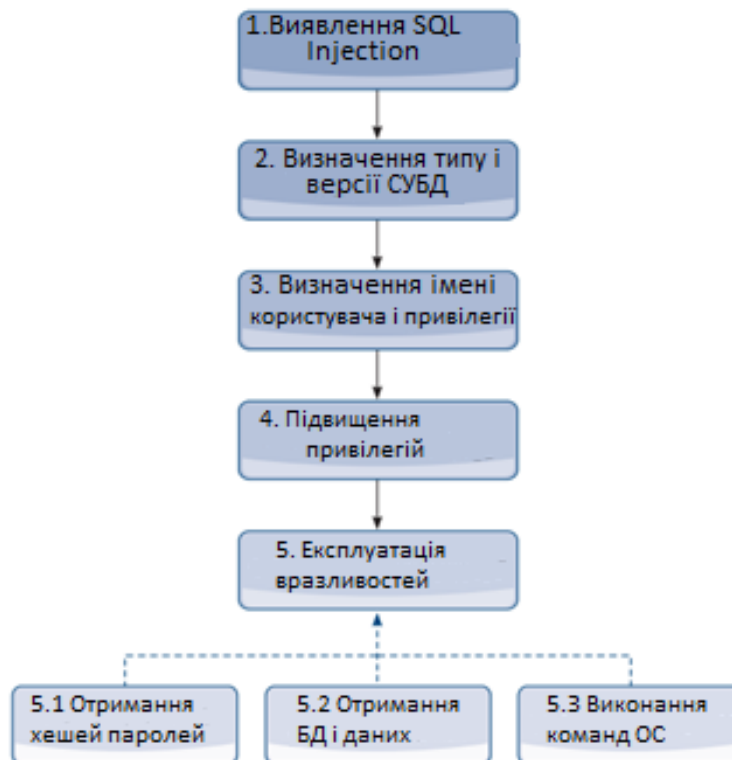 1.Виявлення SQL
Injection
2. Визначення типу і
версії СУБД
3. Визначення імені
користувача і привілегії
4. Підвищення
привілегій
5. Експлуатація
вразливостей
5.1 Отримання
хешей паролей
5.2 Отримання
БД і даних
5.3 Виконання
команд ОС